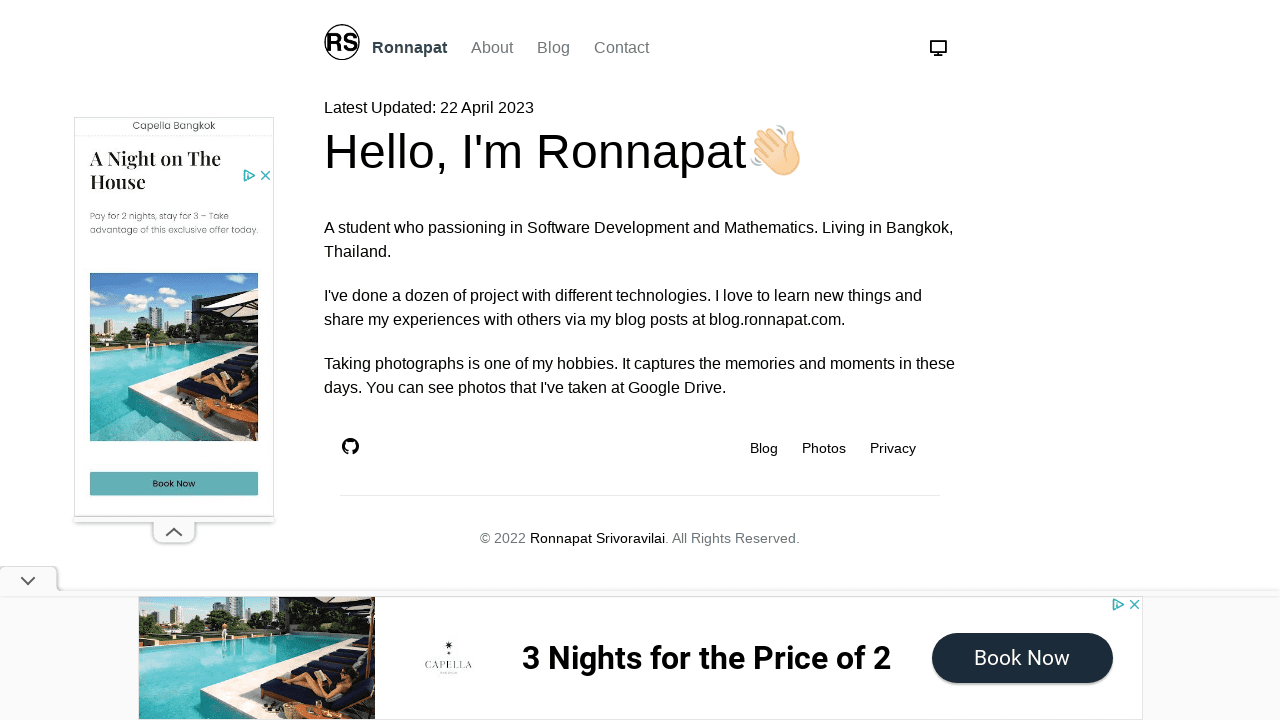 RS Ronnapat About Blog Contact
Latest Updated: 22 April 2023
Hello, I'm Ronnapat👋🏻
A student who passioning in Software Development and Mathematics. Living in Bangkok,
Thailand.
I've done a dozen of project with different technologies. I love to learn new things and
share my experiences with others via my blog posts at blog.ronnapat.com.
Taking photographs is one of my hobbies. It captures the memories and moments in these
days. You can see photos that I've taken at Google Drive.
Blog Photos Privacy
© 2022 Ronnapat Srivoravilai. All Rights Reserved.
Capella Bangkok
A Night on The
House
Pay for 2 nights, stay for 3 – Take
advantage of this exclusive offer today.
Book Now
CAPELLA
3 Nights for the Price of 2
Book Now